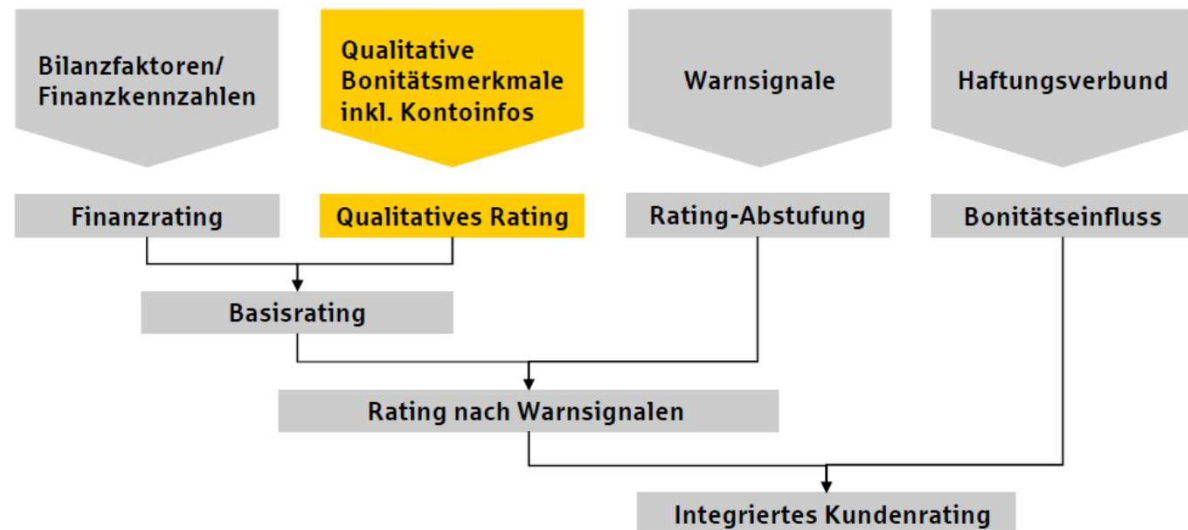 Bilanzfaktoren/
Finanzkennzahlen
Qualitative
Bonitätsmerkmale
inkl. Kontoinfos
Warnsignale
Haftungsverbund
Finanzrating
Qualitatives Rating
Rating-Abstufung
Bonitätseinfluss
Basisrating
Rating nach Warnsignalen
Integriertes Kundenrating